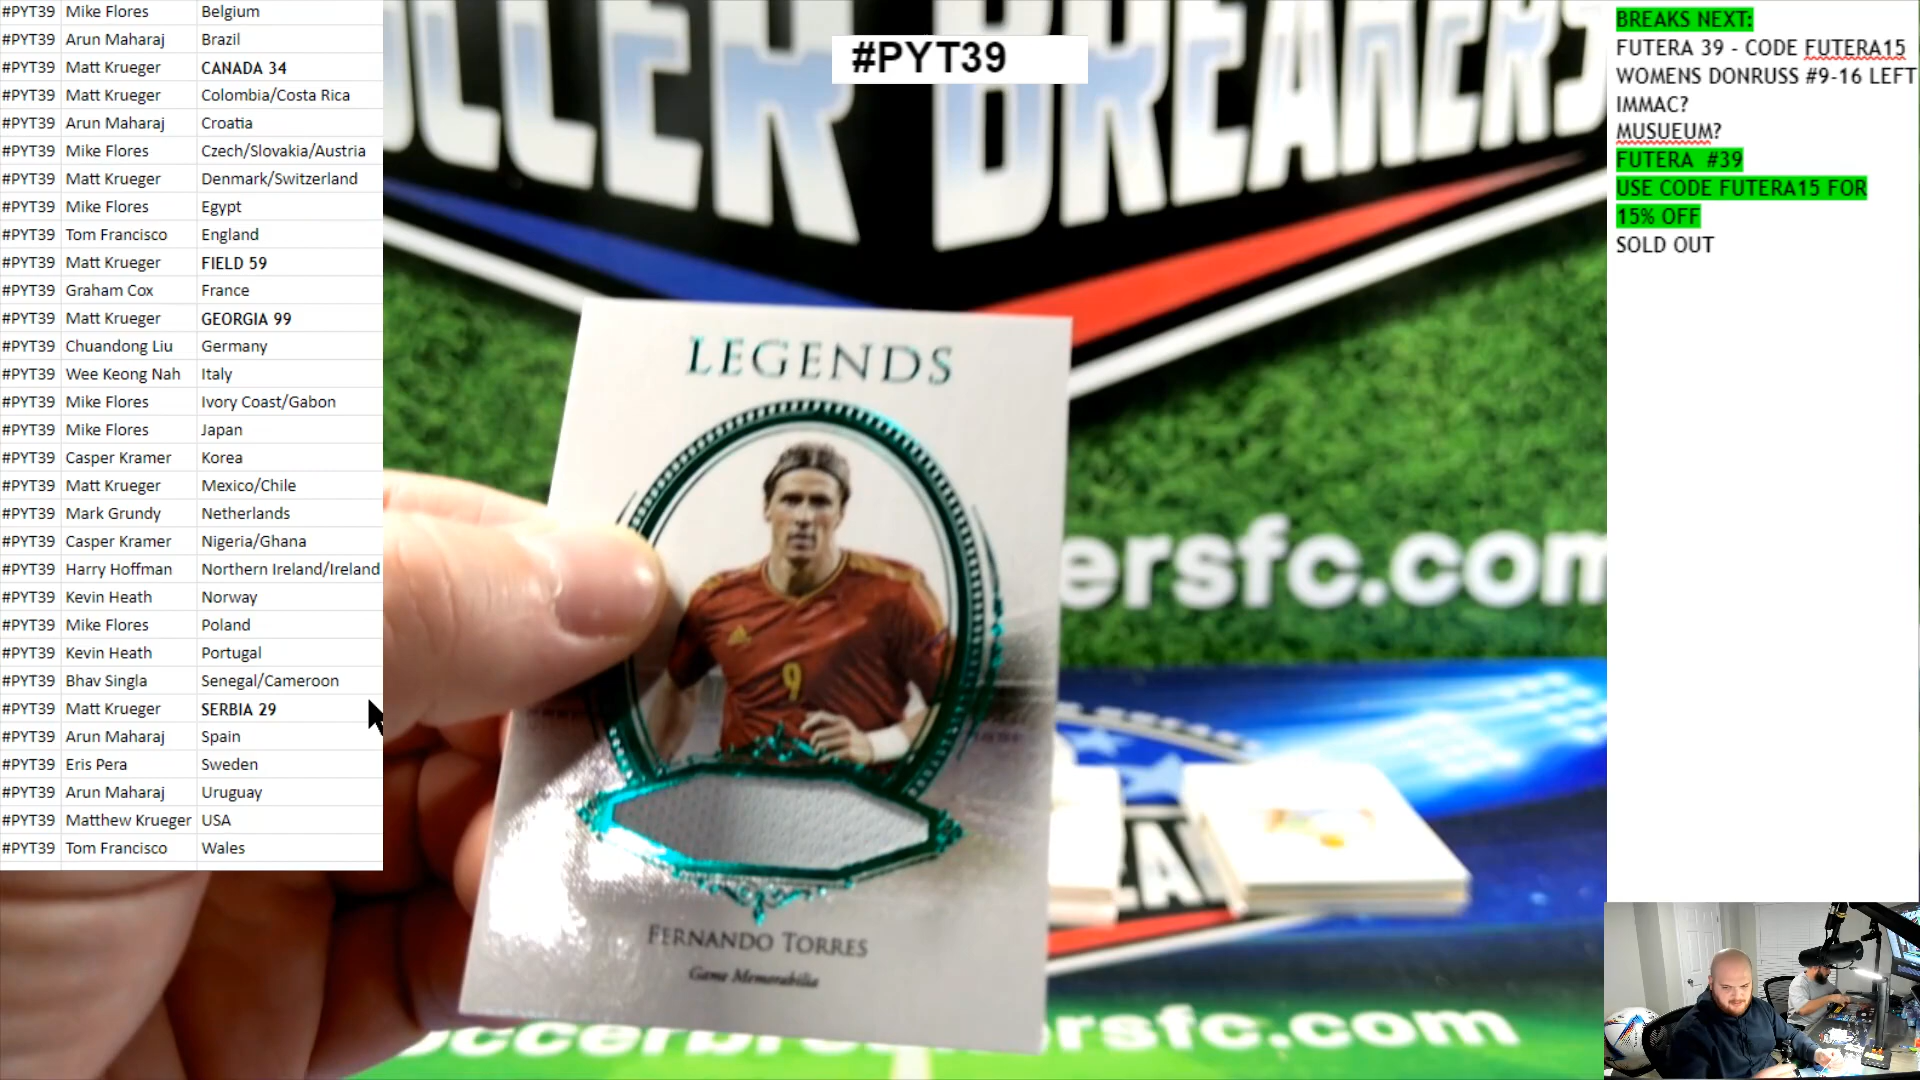 #PYT39 Mike Flores Belgium
#PYT39 Arun Maharaj Brazil
#PYT39 Matt Krueger CANADA 34
#PYT39 Matt Krueger Colombia/Costa Rica
#PYT39 Arun Maharaj Croatia
#PYT39 Mike Flores Czech/Slovakia/Austria
#PYT39 Matt Krueger Denmark/Switzerland
#PYT39 Mike Flores Egypt
#PYT39 Tom Francisco England
#PYT39 Matt Krueger FIELD 59
#PYT39 Graham Cox France
#PYT39 Matt Krueger GEORGIA 99
#PYT39 Chuandong Liu Germany
#PYT39 Wee Keong Nah Italy
#PYT39 Mike Flores Ivory Coast/Gabon
#PYT39 Mike Flores Japan
#PYT39 Casper Kramer Korea
#PYT39 Matt Krueger Mexico/Chile
#PYT39 Mark Grundy Netherlands
#PYT39 Casper Kramer Nigeria/Ghana
#PYT39 Harry Hoffman Northern Ireland/Ireland
#PYT39 Kevin Heath Norway
#PYT39 Mike Flores Poland
#PYT39 Kevin Heath Portugal
#PYT39 Bhav Singla Senegal/Cameroon
#PYT39 Matt Krueger SERBIA 29
#PYT39 Arun Maharaj Spain
#PYT39 Eris Pera Sweden
#PYT39 Arun Maharaj Uruguay
#PYT39 Matthew Krueger USA
#PYT39 Tom Francisco Wales
#PYT39
OCCER BREAKERS
ersfc.com
LEGENDS
9
FERNANDO TORRES
Game Memorabilia
soccerbre ersfc.com
BREAKS NEXT:
FUTERA 39 - CODE FUTERA15
WOMENS DONRUSS #9-16 LEFT
IMMAC?
MUSUEUM?
FUTERA #39
USE CODE FUTERA15 FOR
15% OFF
SOLD OUT